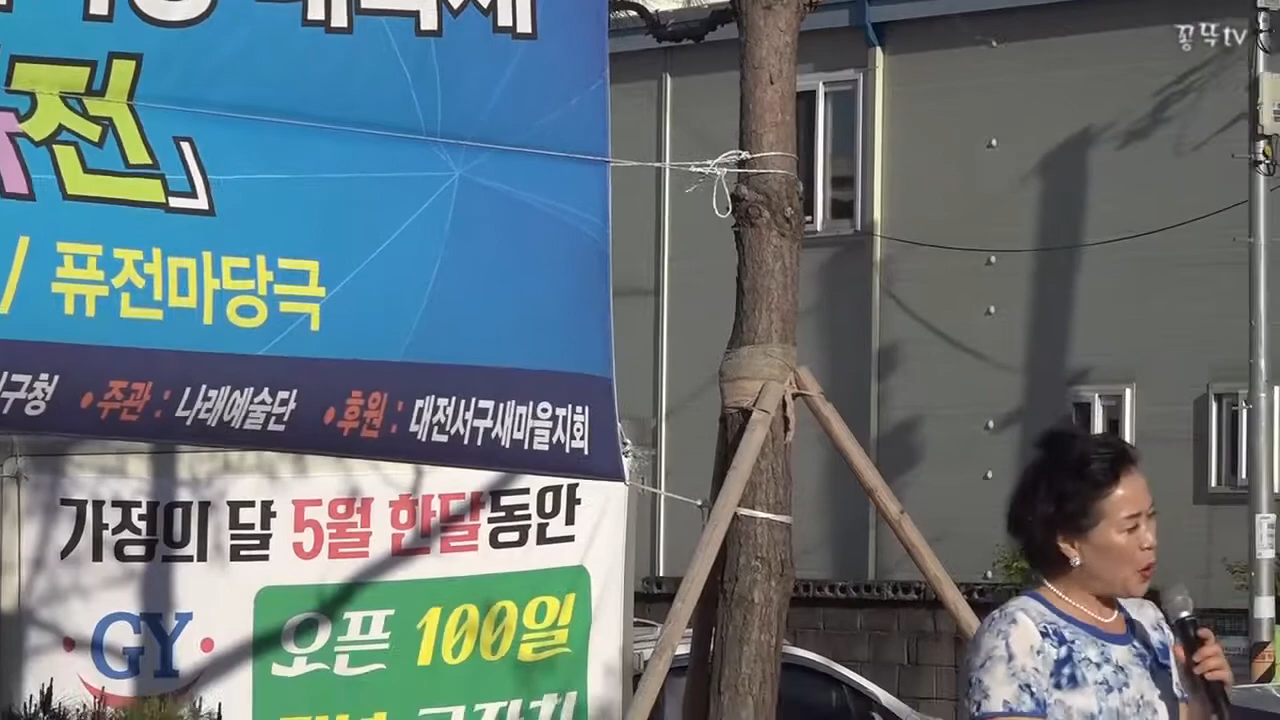 꽁뚝tv
전」
/ 퓨전마당극
구청 •주관 : 나래예술단 •후원 : 대전서구새마을지회
가정의 달 5월 한달동안
GY
오픈 100일